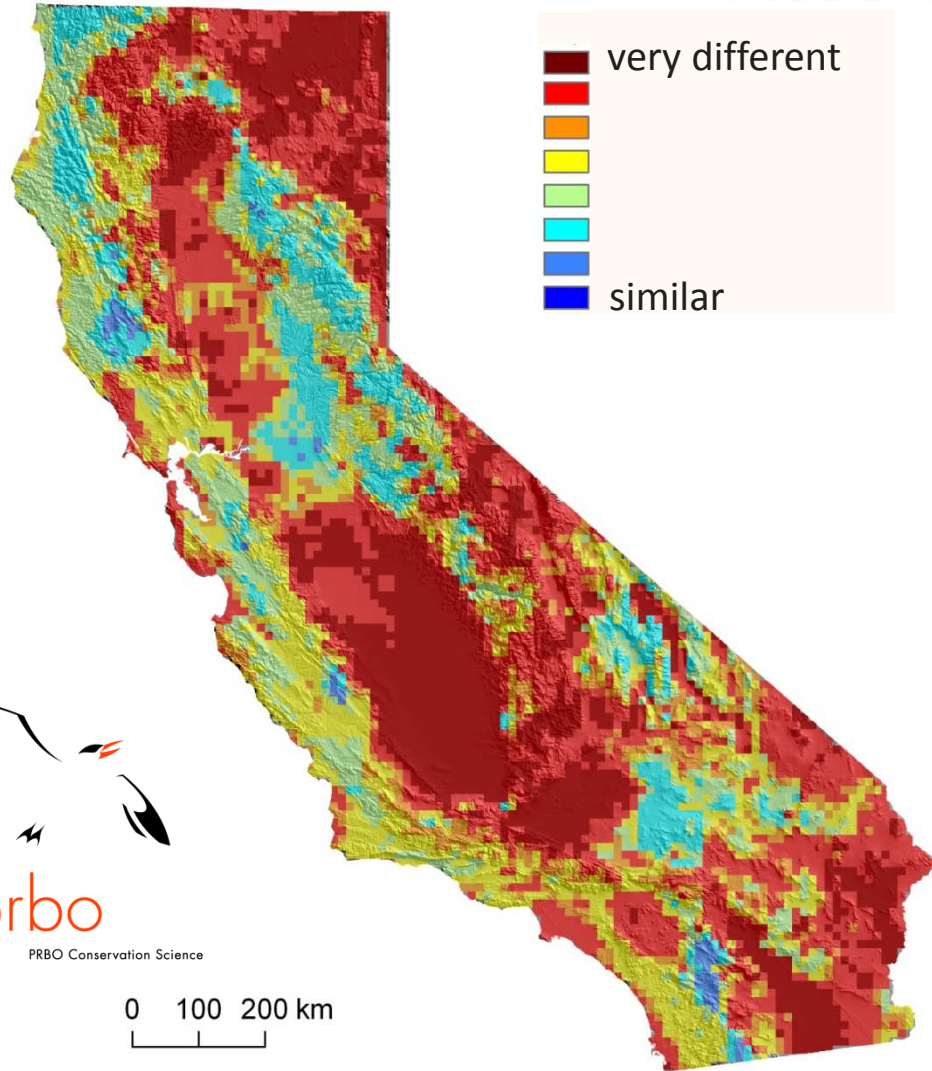 very different
similar
rbo
PRBO Conservation Science
0 100 200 km